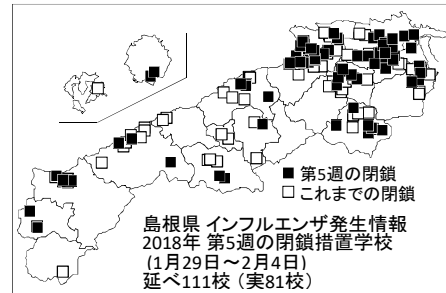 ■ 第5週の閉鎖
□ これまでの閉鎖
島根県 インフルエンザ発生情報
2018年 第5週の閉鎖措置学校
(1月29日～2月4日)
延べ111校 (実81校)